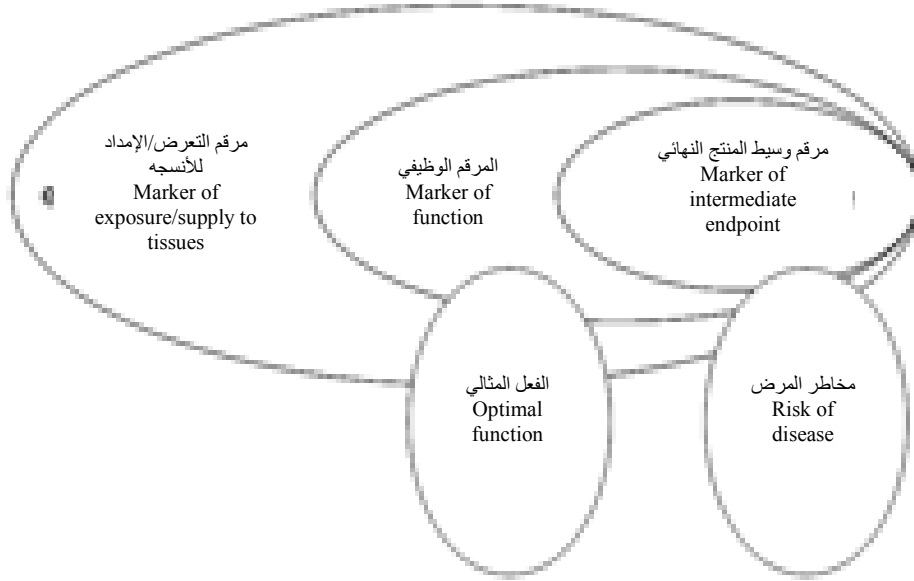 مرقم التعرض/الإمداد
للأنسجه
Marker of
exposure/supply to
tissues
المرقم الوظيفي
Marker of
function
مرقم وسيط المنتج النهائي
Marker of
intermediate
endpoint
الفعل المثالي
Optimal
function
مخاطر المرض
Risk of
disease